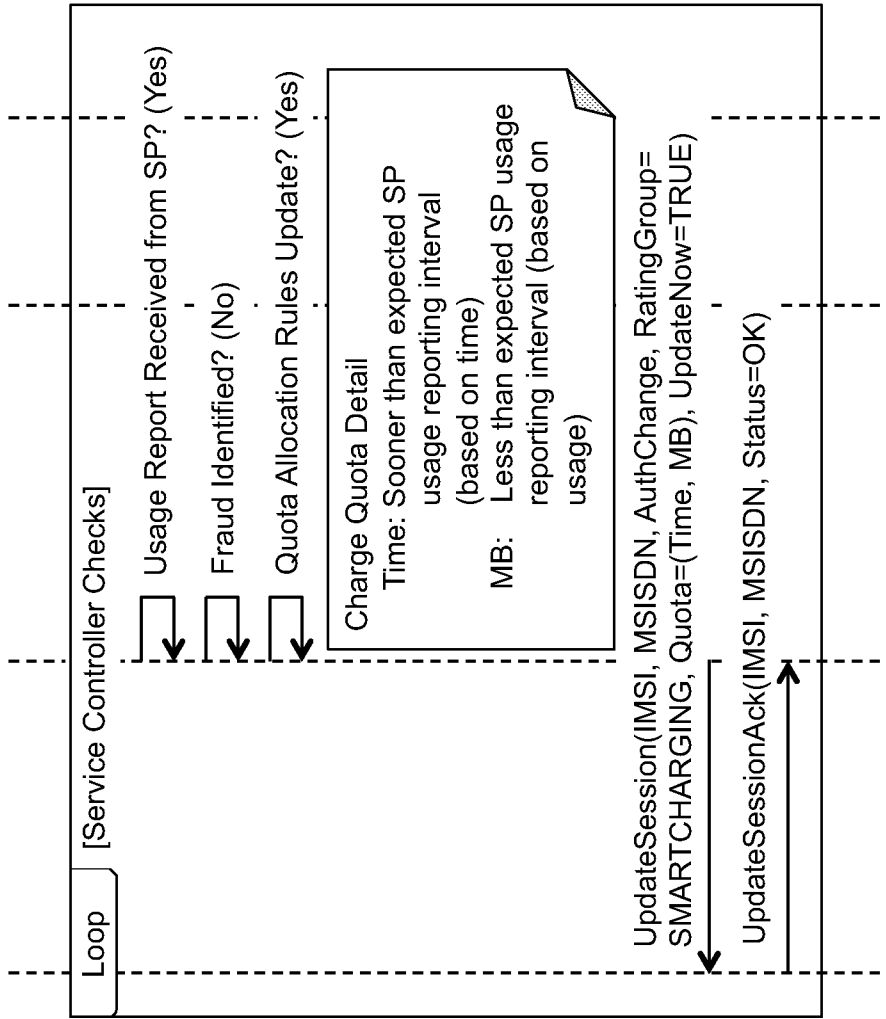 Loop
[Service Controller Checks]
Usage Report Received from SP? (Yes)
Fraud Identified? (No)
Quota Allocation Rules Update? (Yes)
Charge Quota Detail
Time: Sooner than expected SP
usage reporting interval
(based on time)
MB: Less than expected SP usage
reporting interval (based on
usage)
UpdateSession(IMSI, MSISDN, AuthChange, RatingGroup=
SMARTCHARGING, Quota=(Time, MB), UpdateNow=TRUE)
UpdateSessionAck(IMSI, MSISDN, Status=OK)